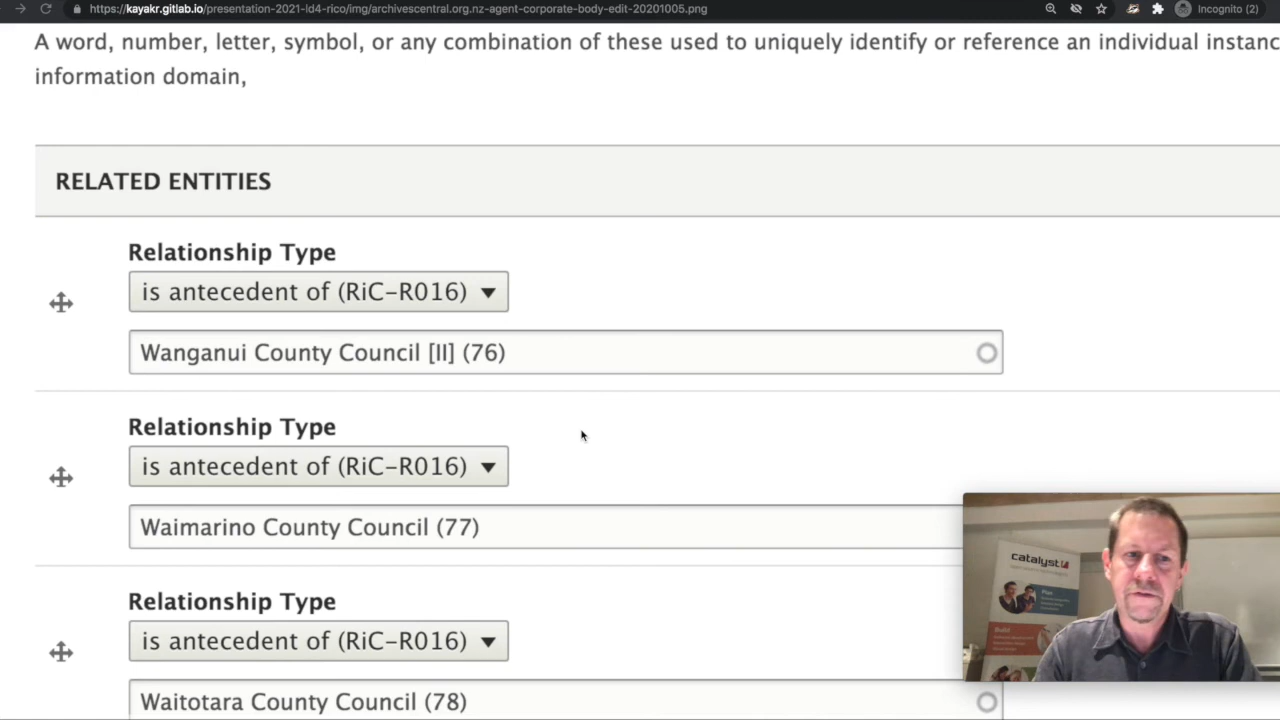 https://kayakr.gitlab.io/presentation-2021-ld4-rico/img/archivescentral.org.nz-agent-corporate-body-edit-20201005.png
Incognito (2)
A word, number, letter, symbol, or any combination of these used to uniquely identify or reference an individual
information domain,
RELATED ENTITIES
Relationship Type
is antecedent of (RiC-R016)
Wanganui County Council [II] (76)
Relationship Type
is antecedent of (RiC-R016)
Waimarino County Council (77)
Relationship Type
is antecedent of (RiC-R016)
Waitotara County Council (78)
catalyst
Plan
Build